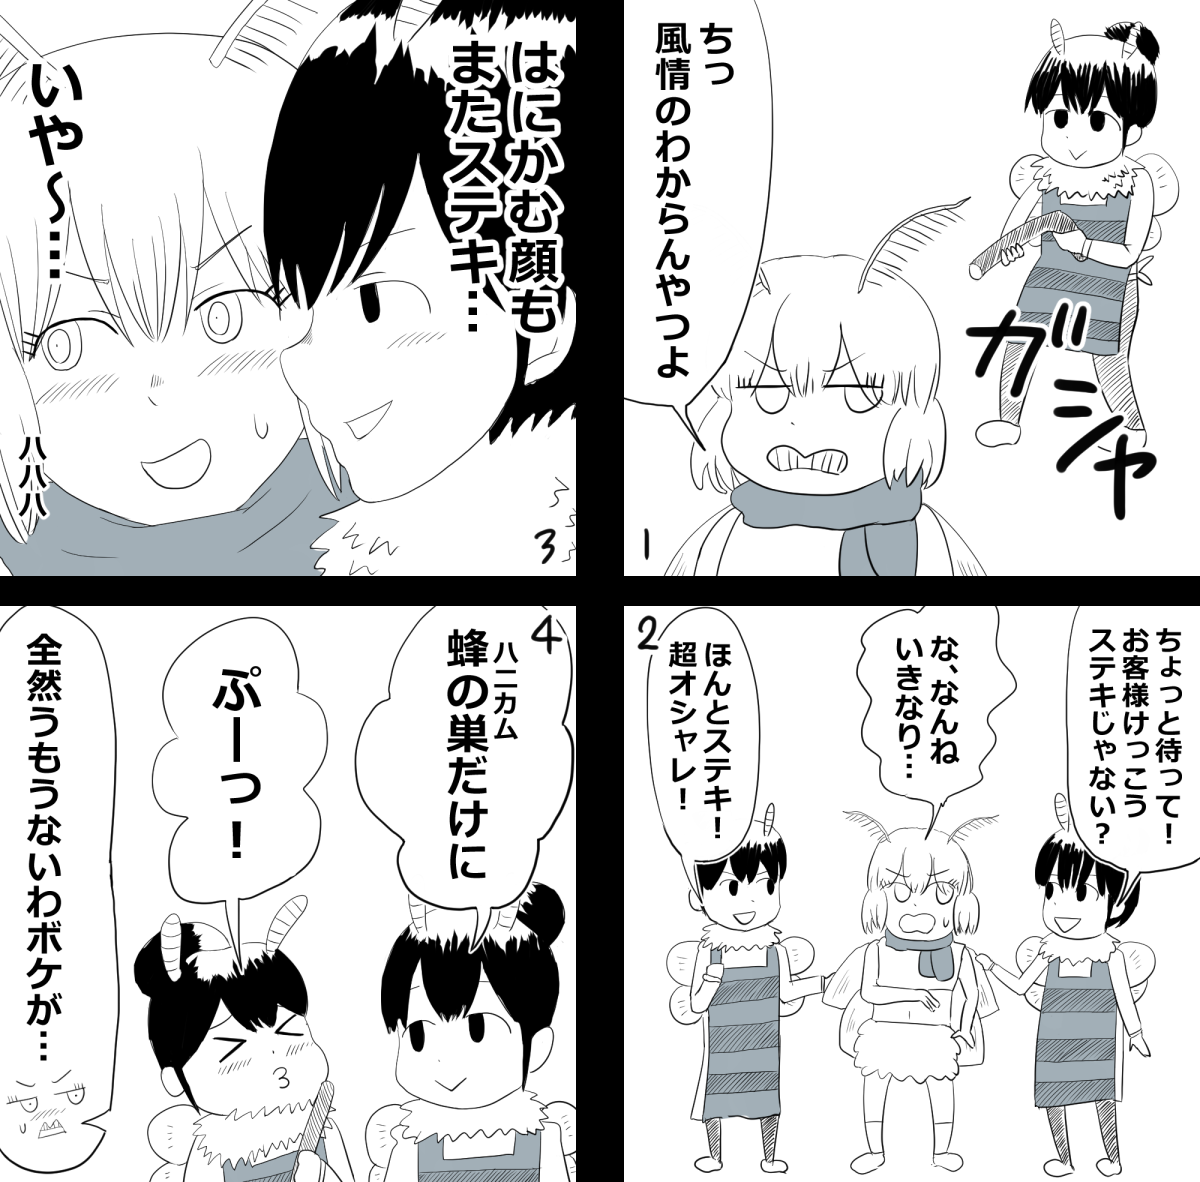 1
ちっ
風情のわからんやつよ
ガシャ
2
ちょっと待って！
お客様けっこう
ステキじゃない？
な、なんね
いきなり…
ほんとステキ！
超オシャレ！
3
はにかむ顔も
またステキ…
いや〜…
ハハハ
4
ハニカム
蜂の巣だけに
ぷーっ！
全然うもうないわボケが…